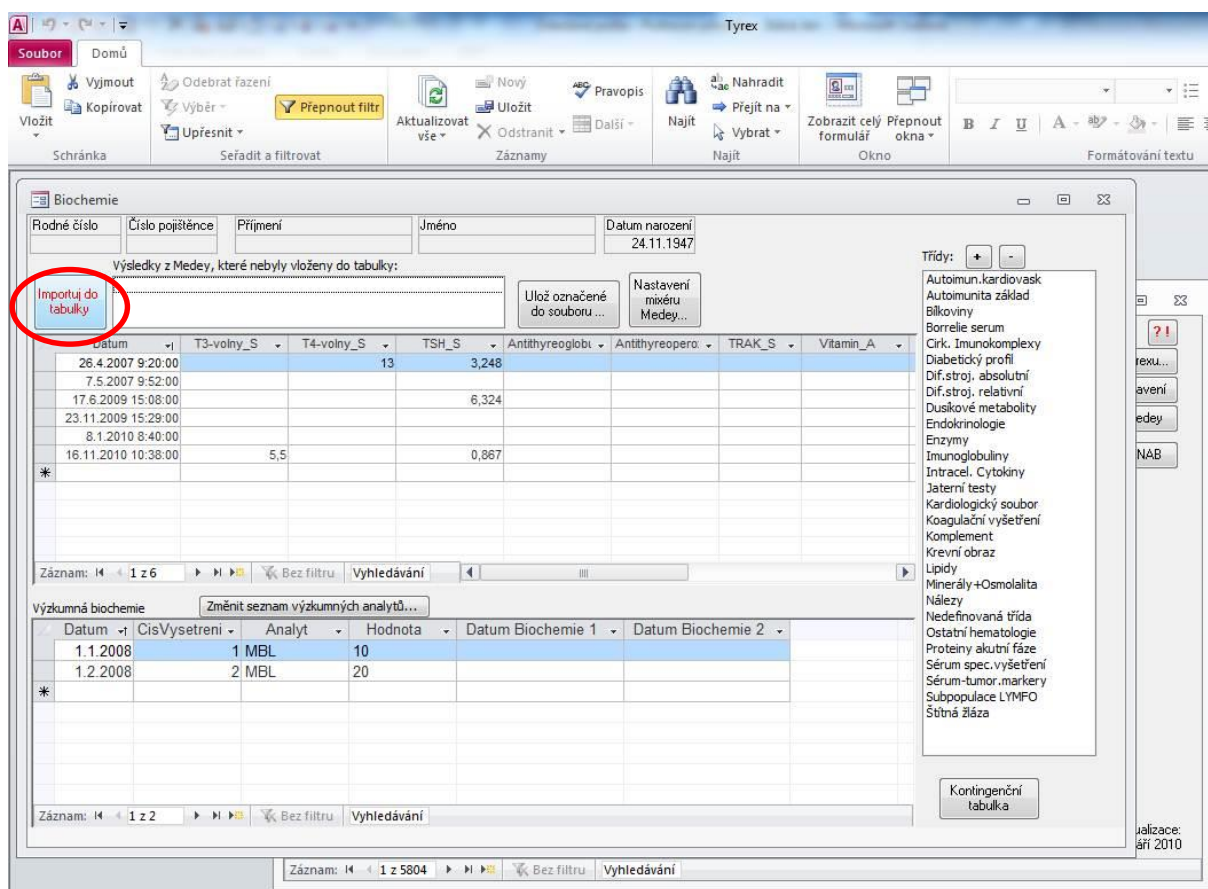 Tyrex
Soubor Domů
Vložit
Vyjmout
Kopírovat
Schránka
Odebrat řazení
Výběr
Upřesnit
Přepnout filtr
Seřadit a filtrovat
Aktualizovat vše
Nový
Uložit
Odstranit
Pravopis
Další
Záznamy
Najít
Nahradit
Přejít na
Vybrat
Najít
Zobrazit celý formulář
Přepnout okna
Okno
B I U A
Formátování textu
Biochemie
Rodné číslo Číslo pojištěnce Příjmení Jméno Datum narození
24.11.1947
Výsledky z Medey, které nebyly vloženy do tabulky:
Importuj do
tabulky
Ulož označené
do souboru ...
Nastavení
mixéru
Medey...
Datum T3-volny_S T4-volny_S TSH_S Antithyreoglobu Antithyreopero: TRAK_S Vitamin_A
26.4.2007 9:20:00 13 3,248
7.5.2007 9:52:00
17.6.2009 15:08:00 6,324
23.11.2009 15:29:00
8.1.2010 8:40:00
16.11.2010 10:38:00 5,5 0,867
Záznam: 1 z 6 Bez filtru Vyhledávání
Výzkumná biochemie Změnit seznam výzkumných analytů...
Datum CisVysetreni Analyt Hodnota Datum Biochemie 1 Datum Biochemie 2
1.1.2008 1 MBL 10
1.2.2008 2 MBL 20
Záznam: 1 z 2 Bez filtru Vyhledávání
Třídy: + -
Autoimun.kardiovask
Autoimunita základ
Bílkoviny
Borrelie serum
Cirk. Imunokomplexy
Diabetický profil
Dif.stroj. absolutní
Dif.stroj. relativní
Dusíkové metabolity
Endokrinologie
Enzymy
Imunoglobuliny
Intracel. Cytokiny
Jaterní testy
Kardiologický soubor
Koagulační vyšetření
Komplement
Krevní obraz
Lipidy
Minerály+Osmolalita
Nálezy
Nedefinovaná třída
Ostatní hematologie
Proteiny akutní fáze
Sérum spec.vyšetření
Sérum-tumor.markery
Subpopulace LYMFO
Štítná žláza
Kontingenční
tabulka
?!
rexu...
avení
edey
NAB
ualizace:
áří 2010
Záznam: 1 z 5804 Bez filtru Vyhledávání